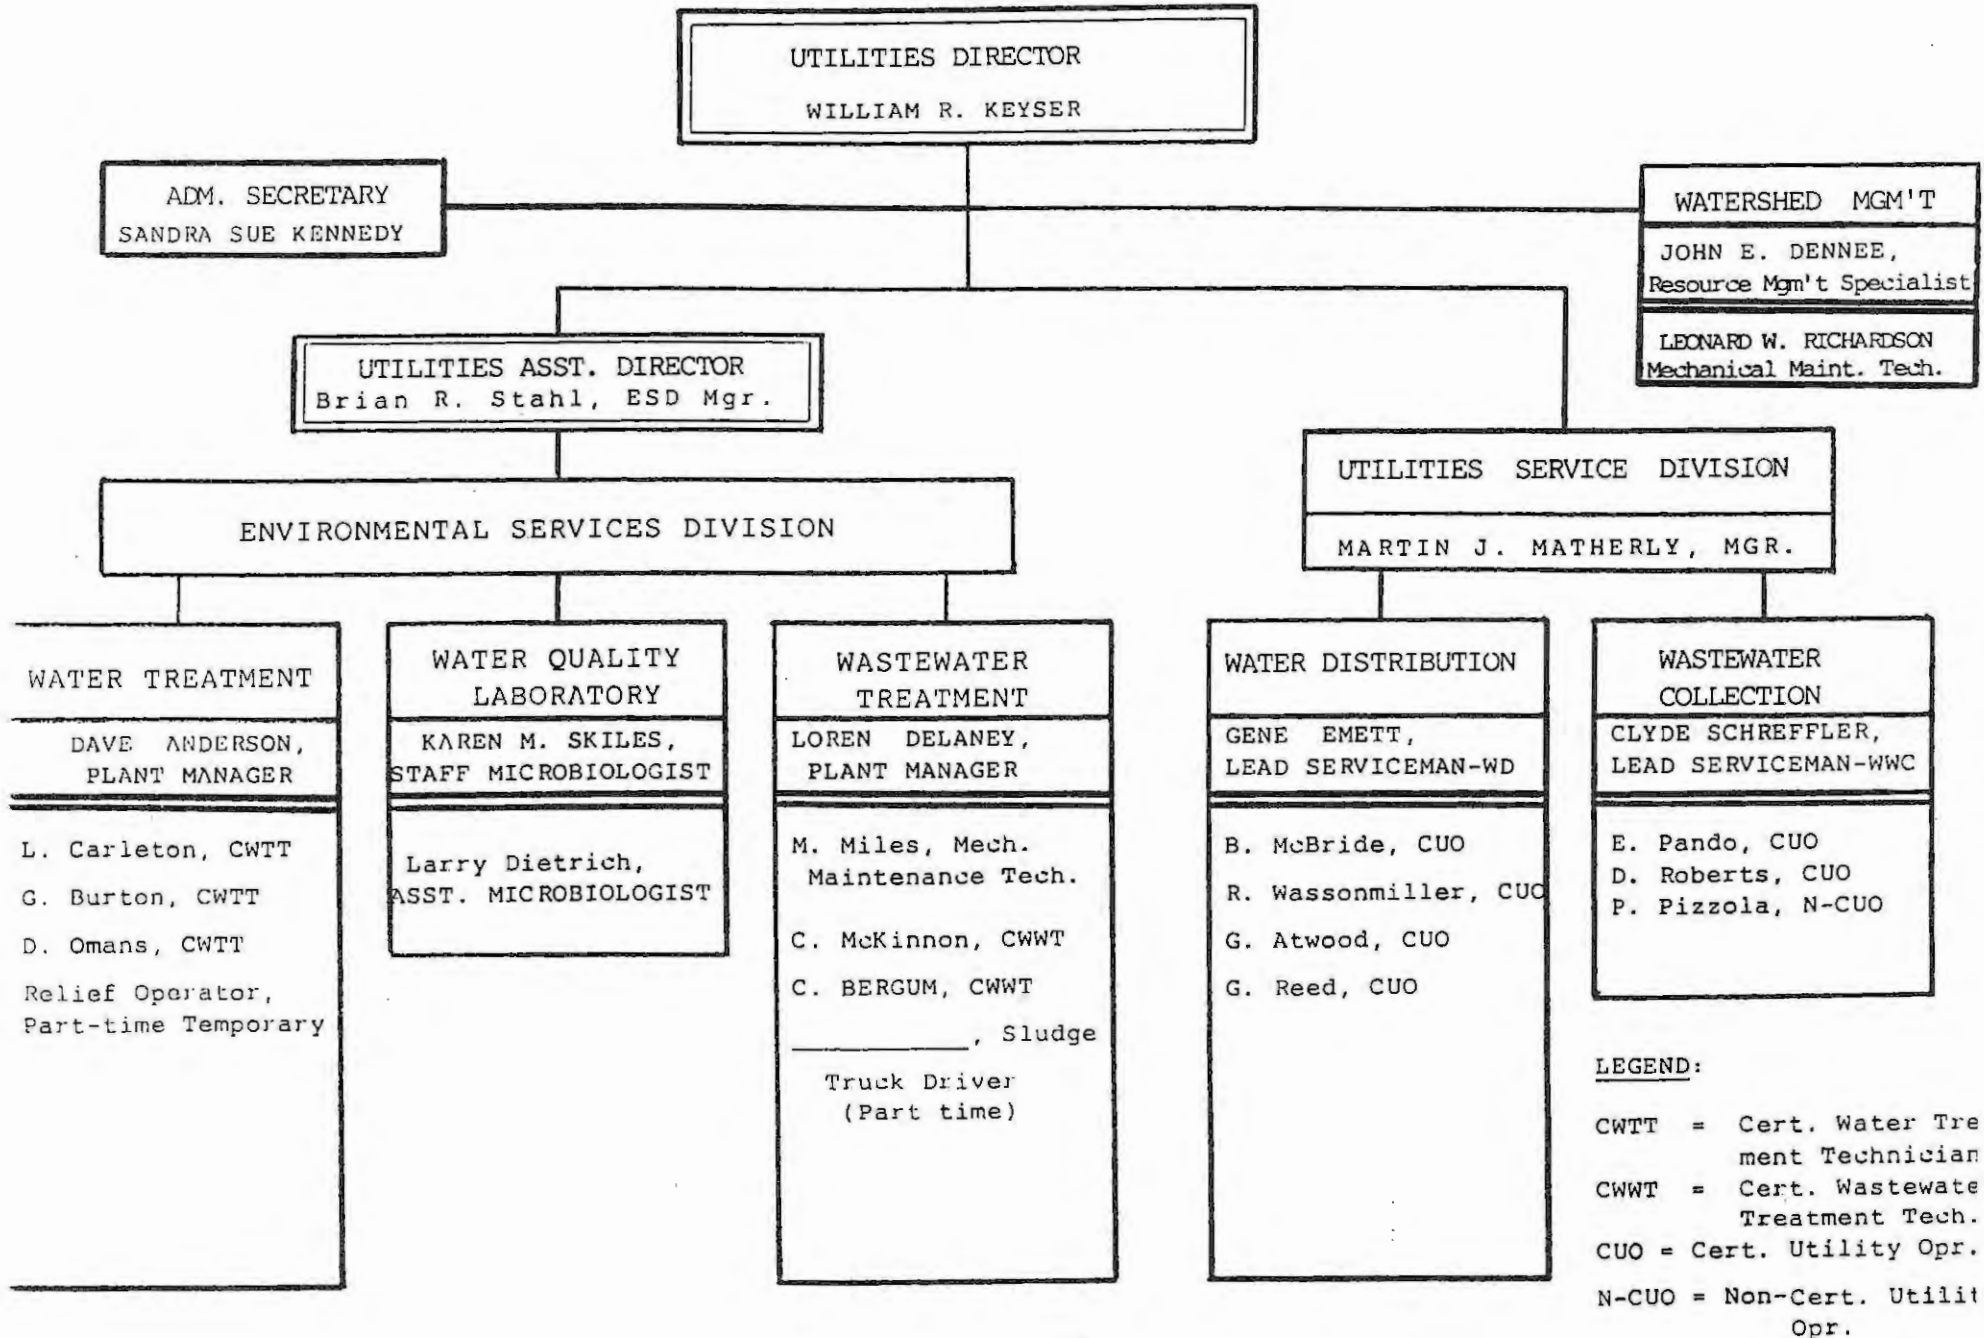 UTILITIES DIRECTOR
WILLIAM R. KEYSER
ADM. SECRETARY
SANDRA SUE KENNEDY
WATERSHED MGM'T
JOHN E. DENNEE,
Resource Mgm't Specialist
LEONARD W. RICHARDSON
Mechanical Maint. Tech.
UTILITIES ASST. DIRECTOR
Brian R. Stahl, ESD Mgr.
UTILITIES SERVICE DIVISION
MARTIN J. MATHERLY, MGR.
ENVIRONMENTAL SERVICES DIVISION
WATER TREATMENT
DAVE ANDERSON,
PLANT MANAGER
L. Carleton, CWTT
G. Burton, CWTT
D. Omans, CWTT
Relief Operator,
Part-time Temporary
WATER QUALITY
LABORATORY
KAREN M. SKILES,
STAFF MICROBIOLOGIST
Larry Dietrich,
ASST. MICROBIOLOGIST
WASTEWATER
TREATMENT
LOREN DELANEY,
PLANT MANAGER
M. Miles, Mech.
Maintenance Tech.
C. McKinnon, CWWT
C. BERGUM, CWWT
__________, Sludge
Truck Driver
(Part time)
WATER DISTRIBUTION
GENE EMETT,
LEAD SERVICEMAN-WD
B. McBride, CUO
R. Wassonmiller, CUO
G. Atwood, CUO
G. Reed, CUO
WASTEWATER
COLLECTION
CLYDE SCHREFFLER,
LEAD SERVICEMAN-WWC
E. Pando, CUO
D. Roberts, CUO
P. Pizzola, N-CUO
LEGEND:
CWTT = Cert. Water Tre
ment Technician
CWWT = Cert. Wastewate
Treatment Tech.
CUO = Cert. Utility Opr.
N-CUO = Non-Cert. Utilit
Opr.